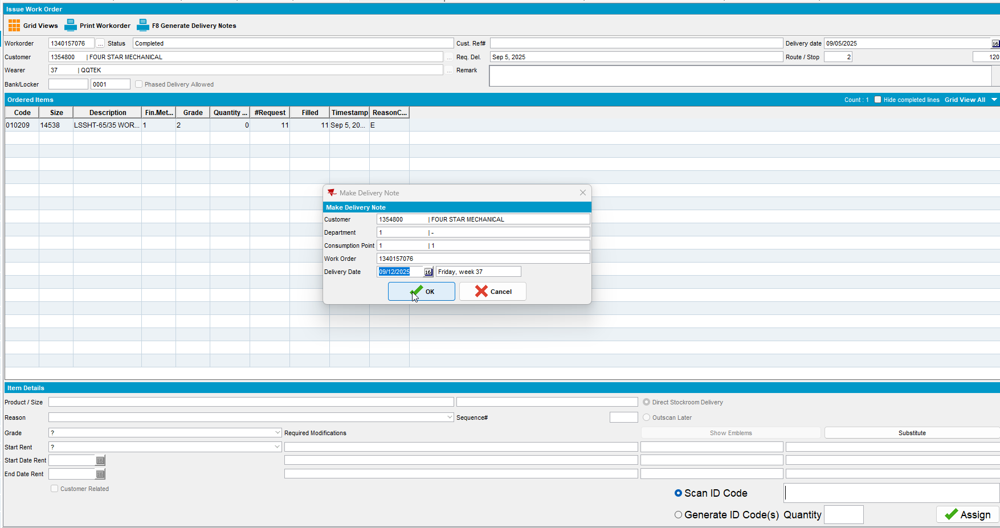 Issue Work Order
Grid Views Print Workorder F8 Generate Delivery Notes
Workorder 1340157076 ... Status Completed Cust. Ref# Delivery date 09/05/2025 16
Customer 1354800 | FOUR STAR MECHANICAL ... Req. Del. Sep 5, 2025 Route / Stop 2 120
Wearer 37 | QQTEK ... Remark
Bank/Locker 0001 Phased Delivery Allowed
Ordered Items Count : 1 Hide completed lines Grid View All
Code Size Description Fin.Met... Grade Quantity ... #Request Filled Timestamp ReasonC...
010209 14538 LSSHT-65/35 WOR... 1 2 0 11 11 Sep 5, 20... E
Make Delivery Note
Make Delivery Note
Customer 1354800 | FOUR STAR MECHANICAL
Department 1 | -
Consumption Point 1 | 1
Work Order 1340157076
Delivery Date 09/12/2025 16 Friday, week 37
OK Cancel
Item Details
Product / Size Direct Stockroom Delivery
Reason Sequence# Outscan Later
Grade ? Required Modifications Show Emblems Substitute
Start Rent ?
Start Date Rent 16
End Date Rent 16
Customer Related
Scan ID Code
Generate ID Code(s) Quantity Assign